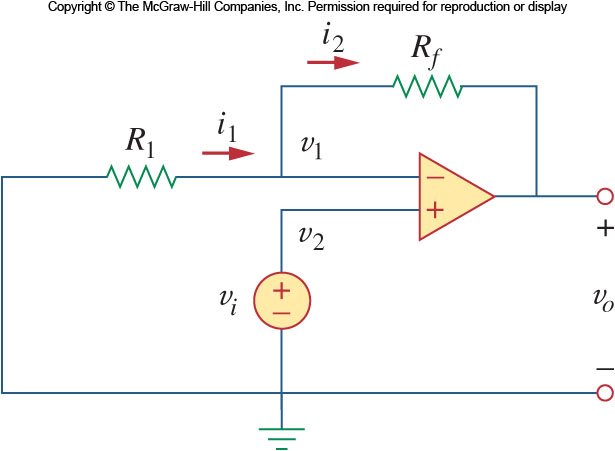 Copyright © The McGraw-Hill Companies, Inc. Permission required for reproduction or display
i2
Rf
R1
i1
v1
−
+
v2
+
+
vi
−
vo
−